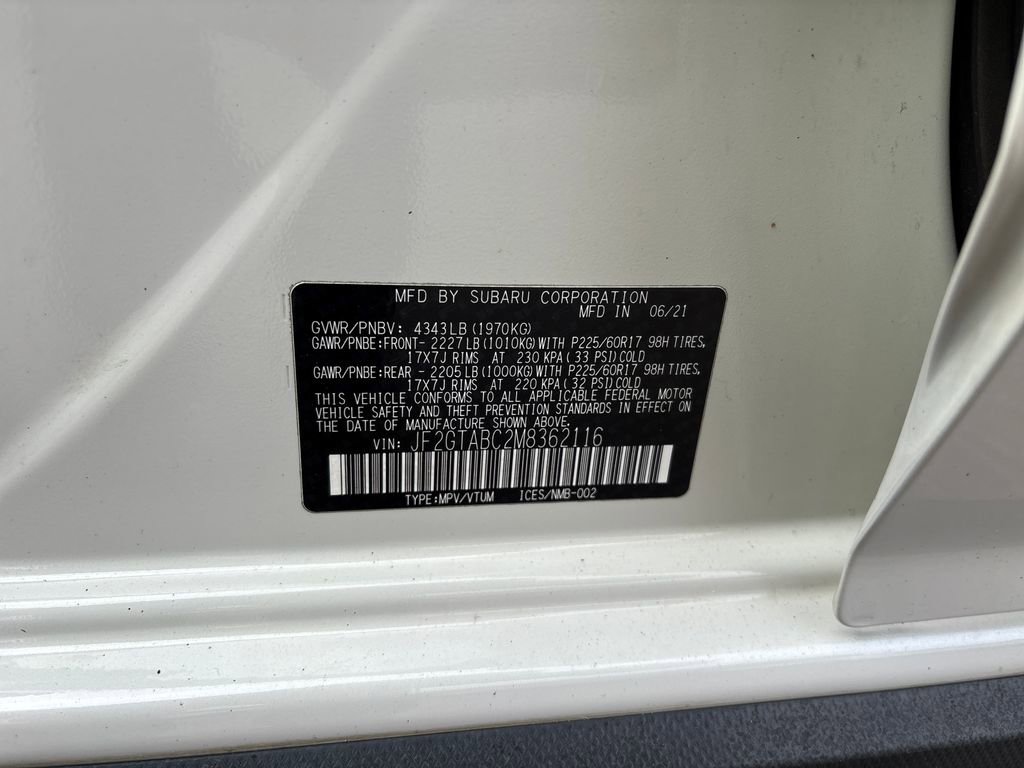 MFD BY SUBARU CORPORATION
MFD IN 06/21
GVWR/PNBV: 4343LB (1970KG)
GAWR/PNBE:FRONT- 2227LB (1010KG) WITH P225/60R17 98H TIRES,
17X7J RIMS AT 230 KPA (33 PSI) COLD
GAWR/PNBE:REAR - 2205LB (1000KG) WITH P225/60R17 98H TIRES,
17X7J RIMS AT 220 KPA (32 PSI) COLD
THIS VEHICLE CONFORMS TO ALL APPLICABLE FEDERAL MOTOR
VEHICLE SAFETY AND THEFT PREVENTION STANDARDS IN EFFECT ON
THE DATE OF MANUFACTURE SHOWN ABOVE.
VIN: JF2GTABC2M8362116
TYPE:MPV/VTUM ICES/NMB-002